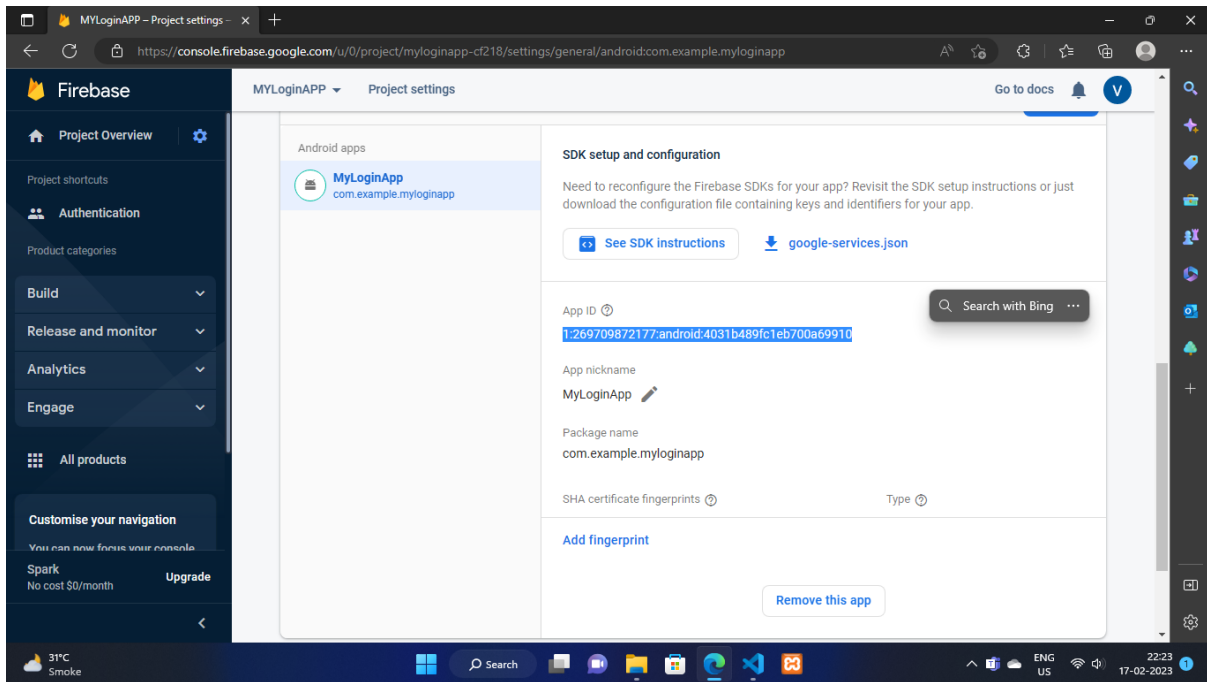 MYLoginAPP – Project settings –
https://console.firebase.google.com/u/0/project/myloginapp-cf218/settings/general/android:com.example.myloginapp
Firebase
MYLoginAPP
Project settings
Go to docs
V
Project Overview
Project shortcuts
Authentication
Product categories
Build
Release and monitor
Analytics
Engage
All products
Customise your navigation
You can now focus your console
Spark
No cost $0/month
Upgrade
Android apps
MyLoginApp
com.example.myloginapp
SDK setup and configuration
Need to reconfigure the Firebase SDKs for your app? Revisit the SDK setup instructions or just
download the configuration file containing keys and identifiers for your app.
See SDK instructions
google-services.json
App ID
Search with Bing
1:269709872177:android:4031b489fc1eb700a69910
App nickname
MyLoginApp
Package name
com.example.myloginapp
SHA certificate fingerprints
Type
Add fingerprint
Remove this app
31°C
Smoke
Search
ENG
US
22:23
17-02-2023
1